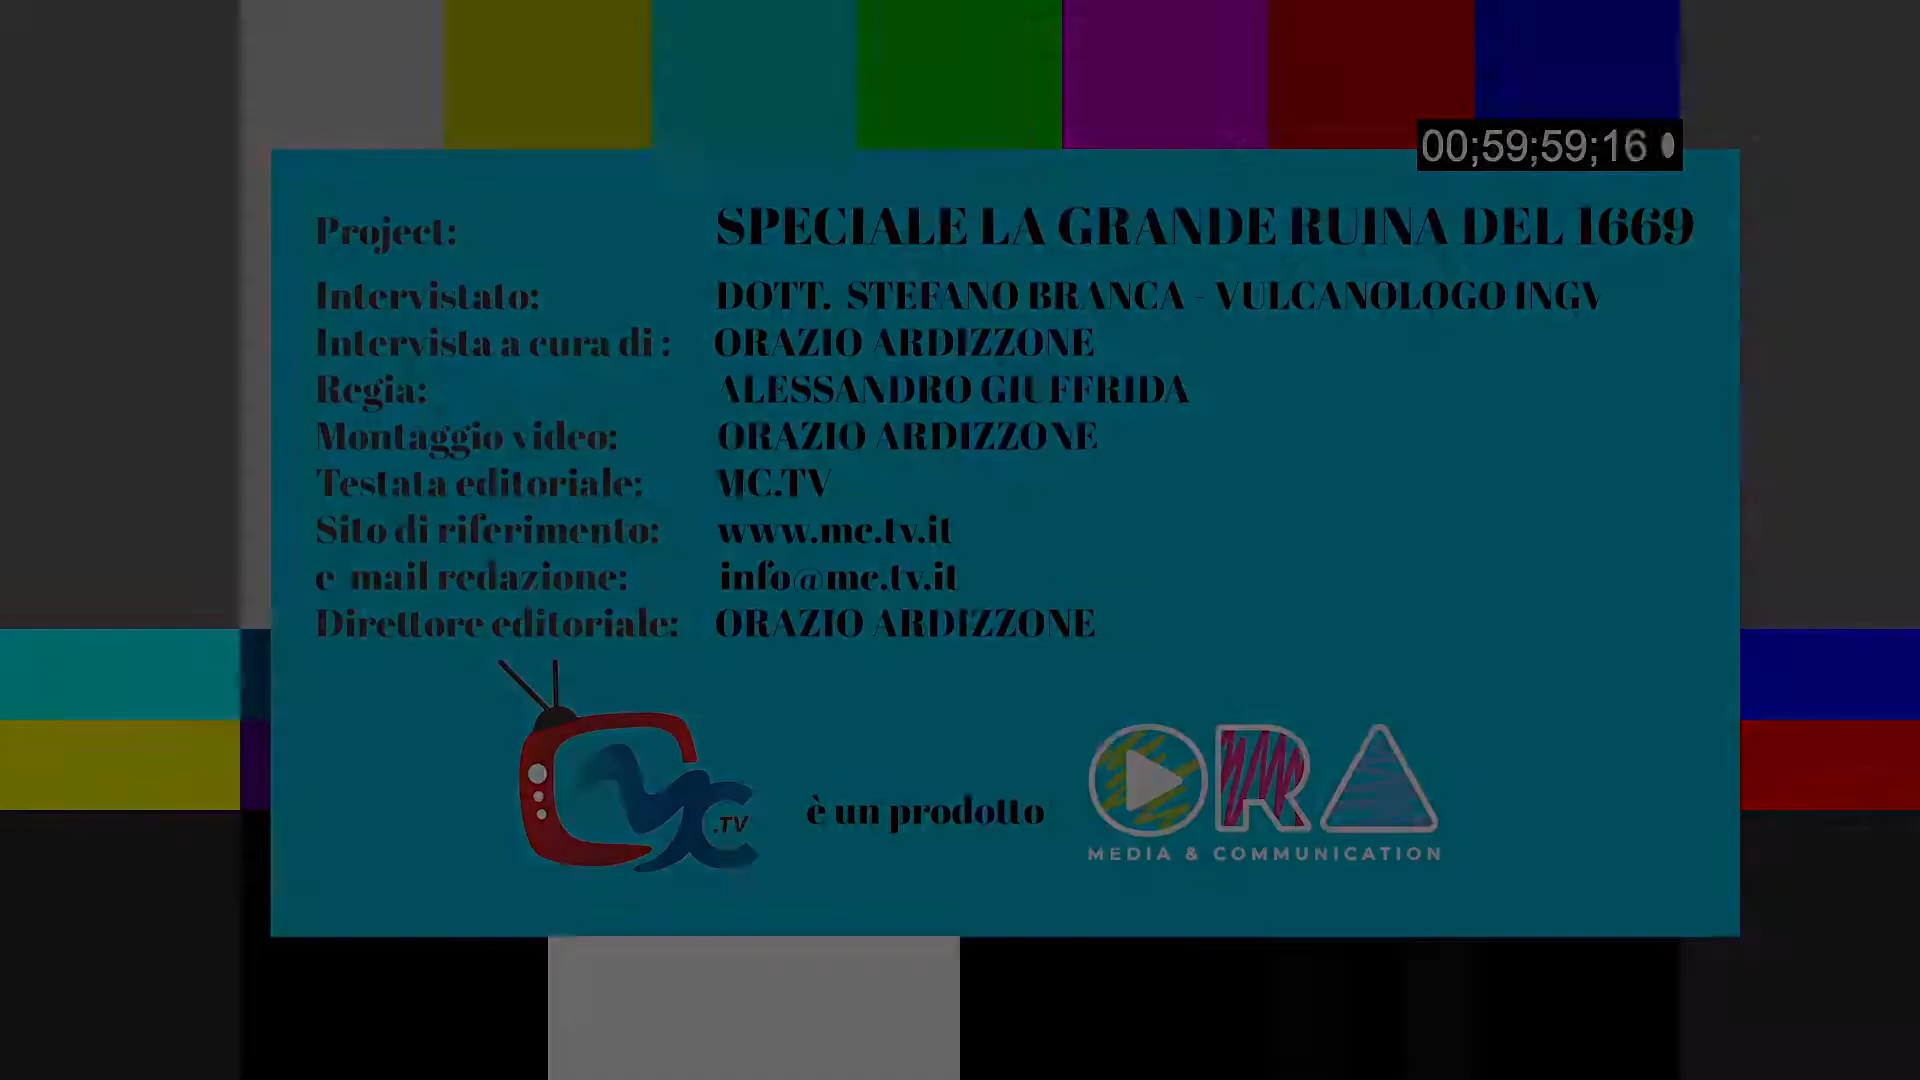 00;59;59;16
Project: SPECIALE LA GRANDE RUINA DEL 1669
Intervistato: DOTT. STEFANO BRANCA - VULCANOLOGO INGV
Intervista a cura di : ORAZIO ARDIZZONE
Regia: ALESSANDRO GIUFFRIDA
Montaggio video: ORAZIO ARDIZZONE
Testata editoriale: MC.TV
Sito di riferimento: www.mc.tv.it
e-mail redazione: info@mc.tv.it
Direttore editoriale: ORAZIO ARDIZZONE
MC.TV
è un prodotto
ORA
MEDIA & COMMUNICATION